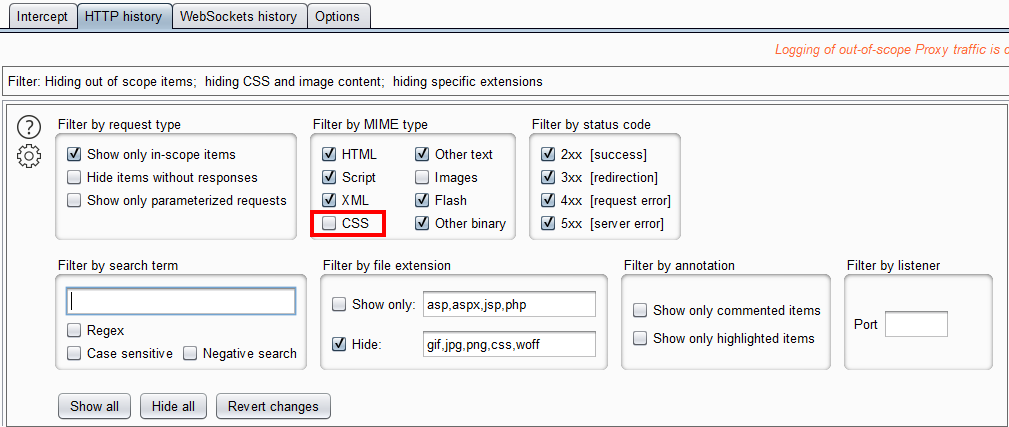 Intercept HTTP history WebSockets history Options
Logging of out-of-scope Proxy traffic is
Filter: Hiding out of scope items; hiding CSS and image content; hiding specific extensions
?
Filter by request type
Show only in-scope items
Hide items without responses
Show only parameterized requests
Filter by MIME type
HTML Other text
Script Images
XML Flash
CSS Other binary
Filter by status code
2xx [success]
3xx [redirection]
4xx [request error]
5xx [server error]
Filter by search term
Regex
Case sensitive Negative search
Filter by file extension
Show only: asp,aspx,jsp,php
Hide: gif,jpg,png,css,woff
Filter by annotation
Show only commented items
Show only highlighted items
Filter by listener
Port
Show all Hide all Revert changes